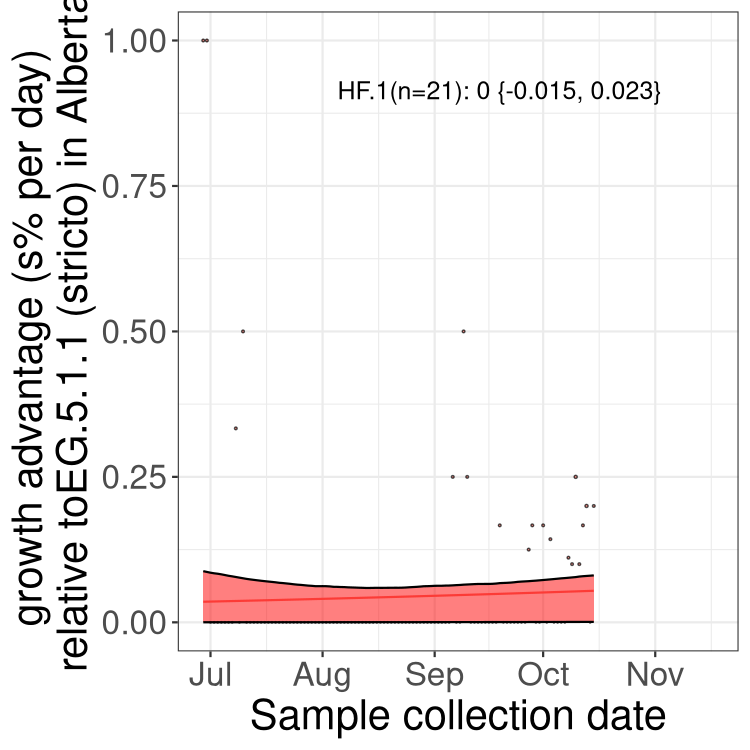 growth advantage (s% per day)
relative toEG.5.1.1 (stricto) in Alberta
1.00
0.75
0.50
0.25
0.00
HF.1(n=21): 0 {-0.015, 0.023}
Jul Aug Sep Oct Nov
Sample collection date